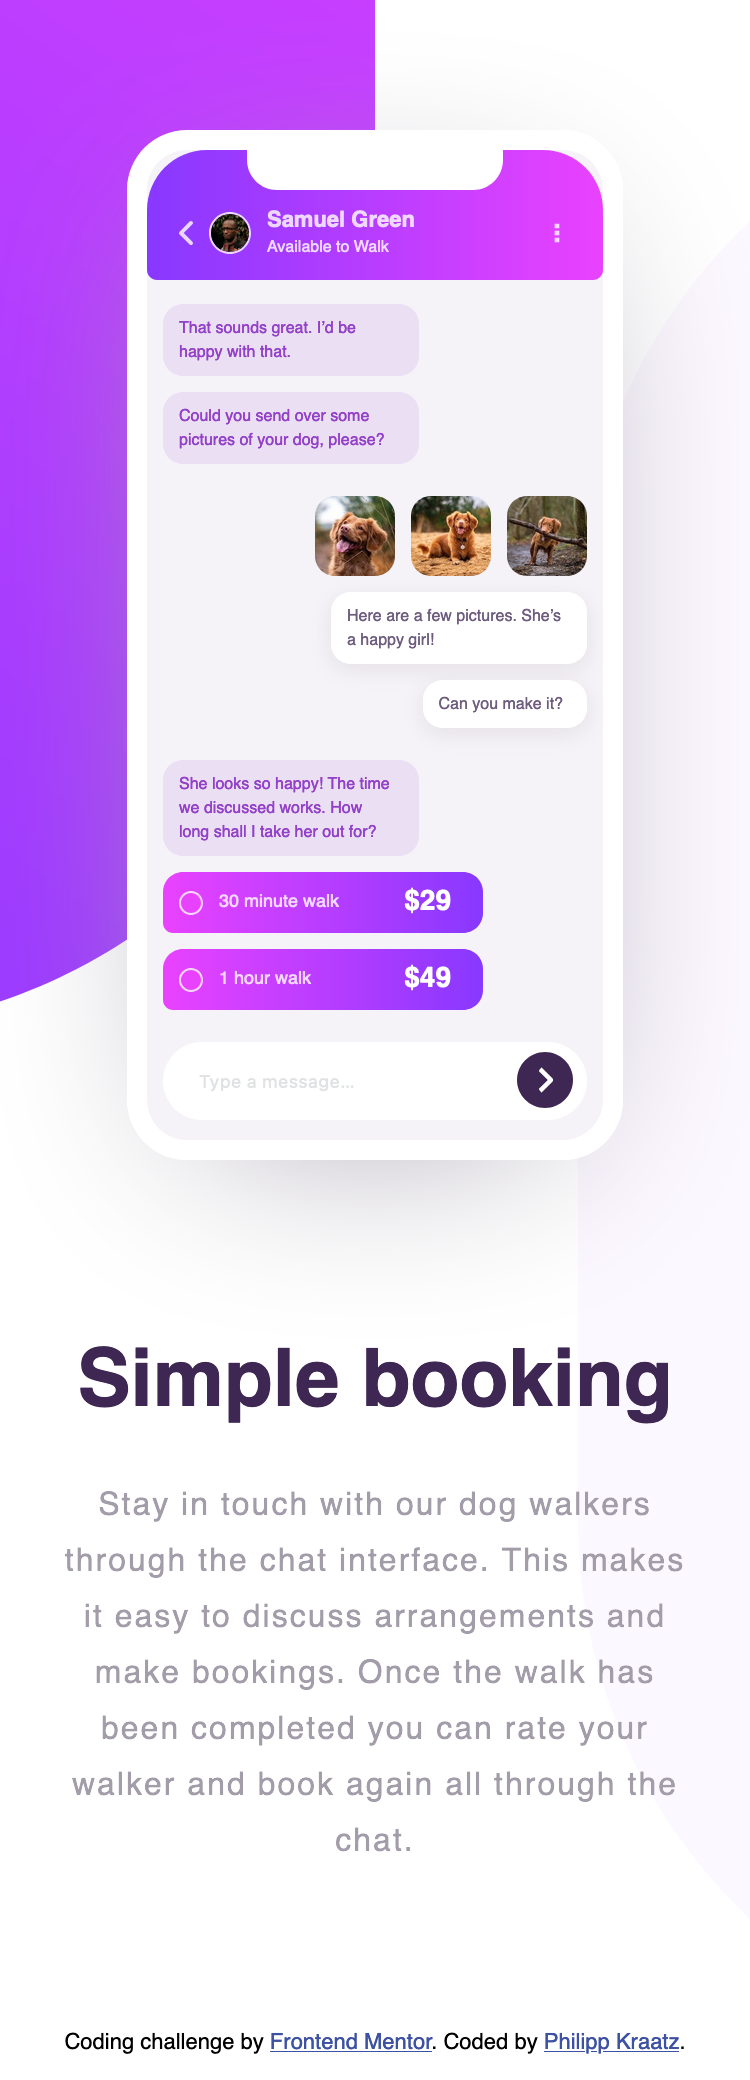 Samuel Green
Available to Walk
That sounds great. I’d be
happy with that.
Could you send over some
pictures of your dog, please?
Here are a few pictures. She’s
a happy girl!
Can you make it?
She looks so happy! The time
we discussed works. How
long shall I take her out for?
30 minute walk $29
1 hour walk $49
Type a message...
Simple booking
Stay in touch with our dog walkers
through the chat interface. This makes
it easy to discuss arrangements and
make bookings. Once the walk has
been completed you can rate your
walker and book again all through the
chat.
Coding challenge by Frontend Mentor. Coded by Philipp Kraatz.